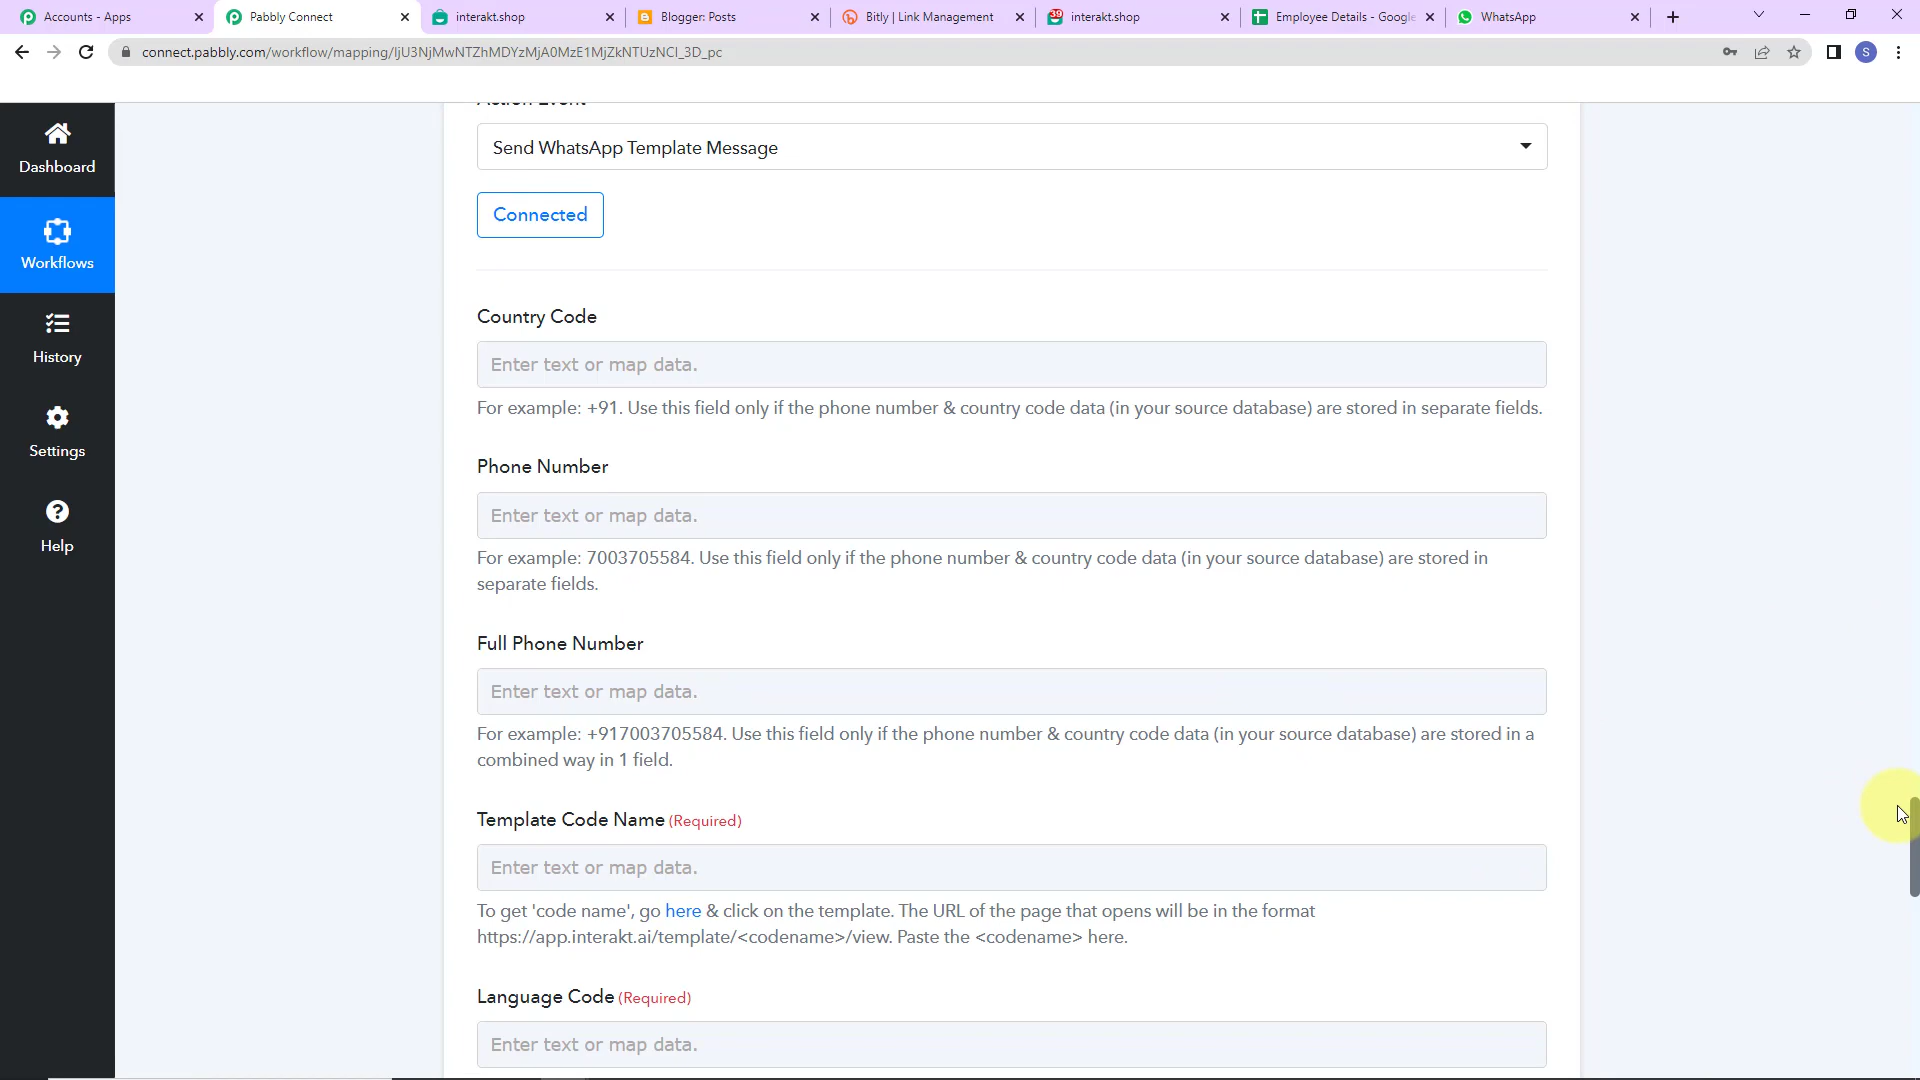 Accounts - Apps
Pabbly Connect
interakt.shop
Blogger: Posts
Bitly | Link Management
39
interakt.shop
Employee Details - Google
WhatsApp
connect.pabbly.com/workflow/mapping/IjU3NjMwNTZhMDYzMjA0MzE1MjZkNTUzNCI_3D_pc
S
Dashboard
Workflows
History
Settings
Help
Action Event
Send WhatsApp Template Message
Connected
Country Code
Enter text or map data.
For example: +91. Use this field only if the phone number & country code data (in your source database) are stored in separate fields.
Phone Number
Enter text or map data.
For example: 7003705584. Use this field only if the phone number & country code data (in your source database) are stored in
separate fields.
Full Phone Number
Enter text or map data.
For example: +917003705584. Use this field only if the phone number & country code data (in your source database) are stored in a
combined way in 1 field.
Template Code Name (Required)
Enter text or map data.
To get 'code name', go here & click on the template. The URL of the page that opens will be in the format
https://app.interakt.ai/template/<codename>/view. Paste the <codename> here.
Language Code (Required)
Enter text or map data.